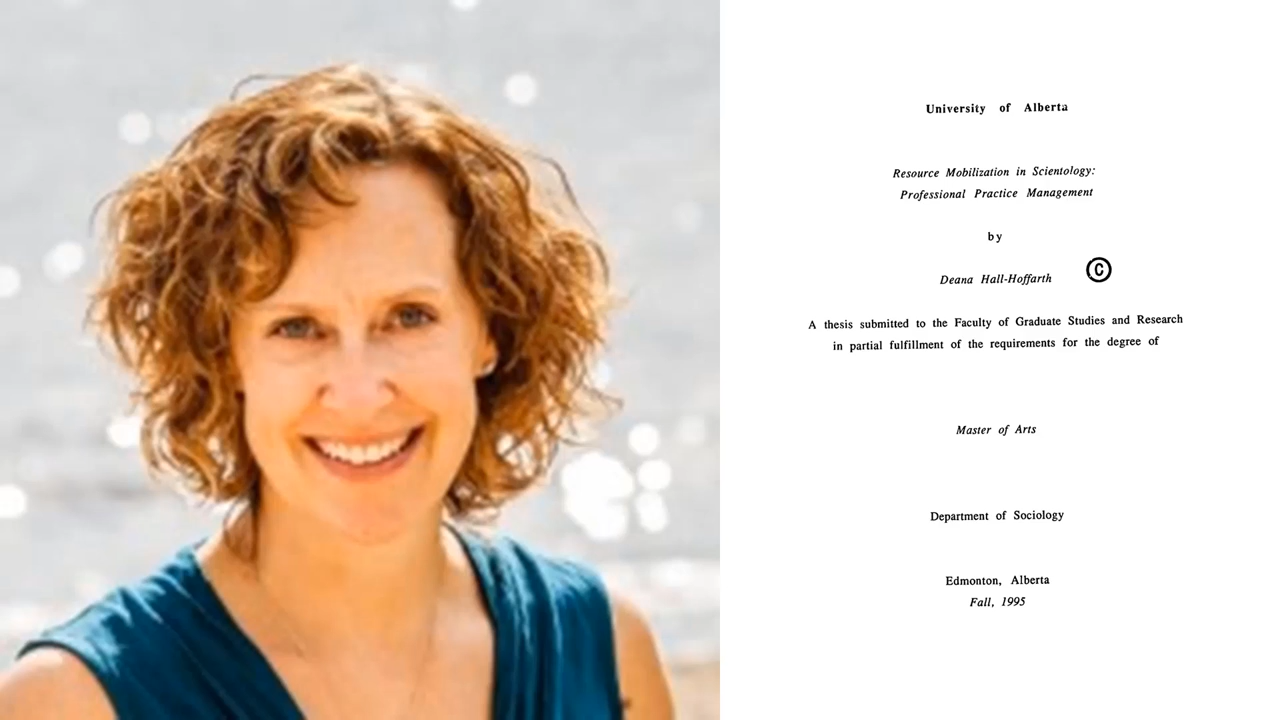 University of Alberta
Resource Mobilization in Scientology:
Professional Practice Management
by
Deana Hall-Hoffarth ©
A thesis submitted to the Faculty of Graduate Studies and Research
in partial fulfillment of the requirements for the degree of
Master of Arts
Department of Sociology
Edmonton, Alberta
Fall, 1995